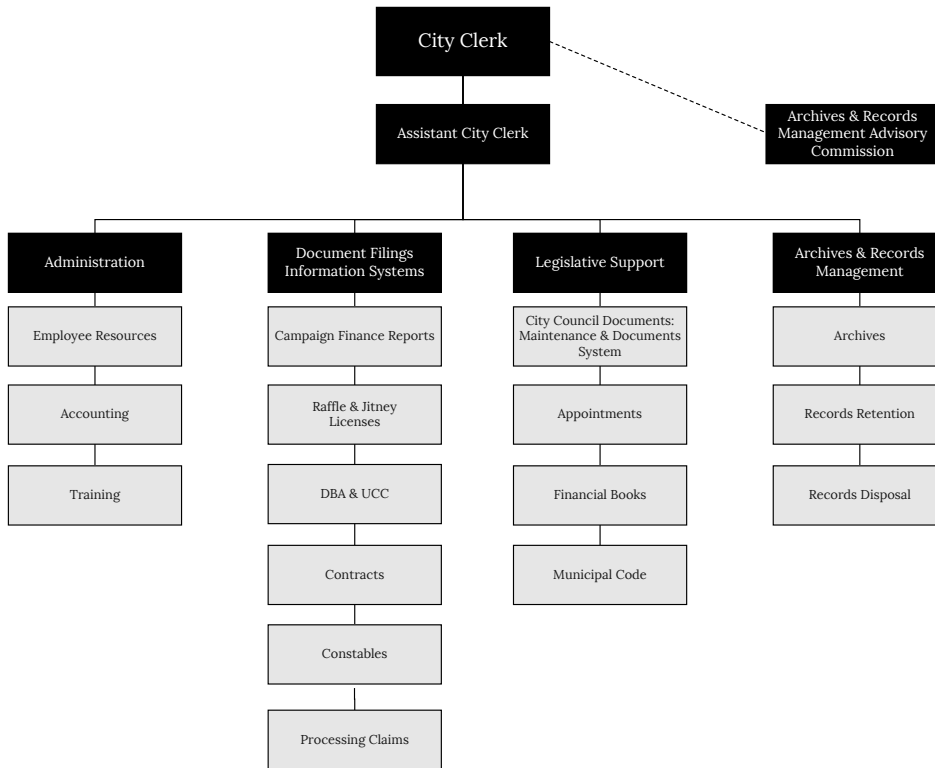 City Clerk
Assistant City Clerk
Archives & Records
Management Advisory
Commission
Administration
Employee Resources
Accounting
Training
Document Filings
Information Systems
Campaign Finance Reports
Raffle & Jitney
Licenses
DBA & UCC
Contracts
Constables
Processing Claims
Legislative Support
City Council Documents:
Maintenance & Documents
System
Appointments
Financial Books
Municipal Code
Archives & Records
Management
Archives
Records Retention
Records Disposal